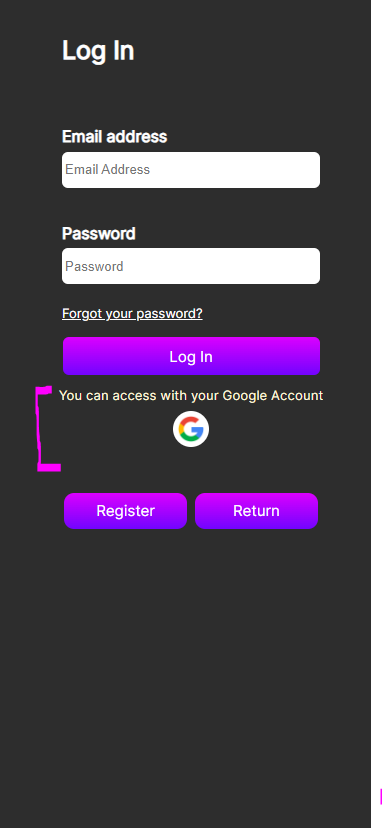 Log In
Email address
Email Address
Password
Password
Forgot your password?
Log In
You can access with your Google Account
G
Register Return